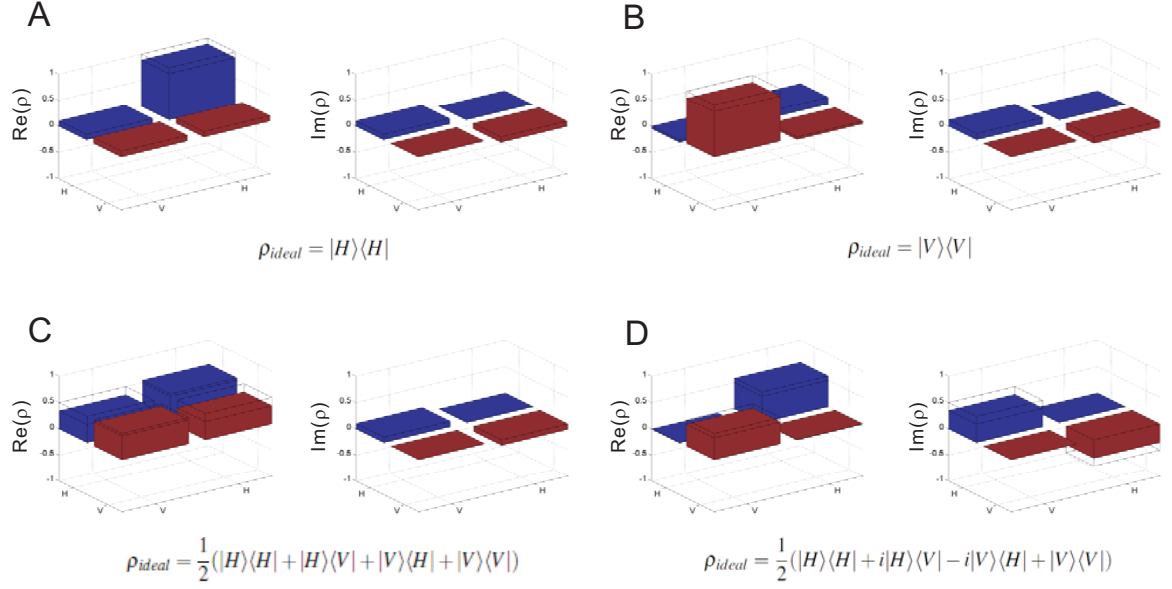 A
B
Re(ρ)
1
0.5
0
-0.5
-1
H
V
V
H
Im(ρ)
1
0.5
0
-0.5
-1
H
V
V
H
Re(ρ)
1
0.5
0
-0.5
-1
H
V
V
H
Im(ρ)
1
0.5
0
-0.5
-1
H
V
V
H
ρ_ideal = |H⟩⟨H|
ρ_ideal = |V⟩⟨V|
C
D
Re(ρ)
1
0.5
0
-0.5
-1
H
V
V
H
Im(ρ)
1
0.5
0
-0.5
-1
H
V
V
H
Re(ρ)
1
0.5
0
-0.5
-1
H
V
V
H
Im(ρ)
1
0.5
0
-0.5
-1
H
V
V
H
ρ_ideal = 1/2(|H⟩⟨H| + |H⟩⟨V| + |V⟩⟨H| + |V⟩⟨V|)
ρ_ideal = 1/2(|H⟩⟨H| + i|H⟩⟨V| − i|V⟩⟨H| + |V⟩⟨V|)